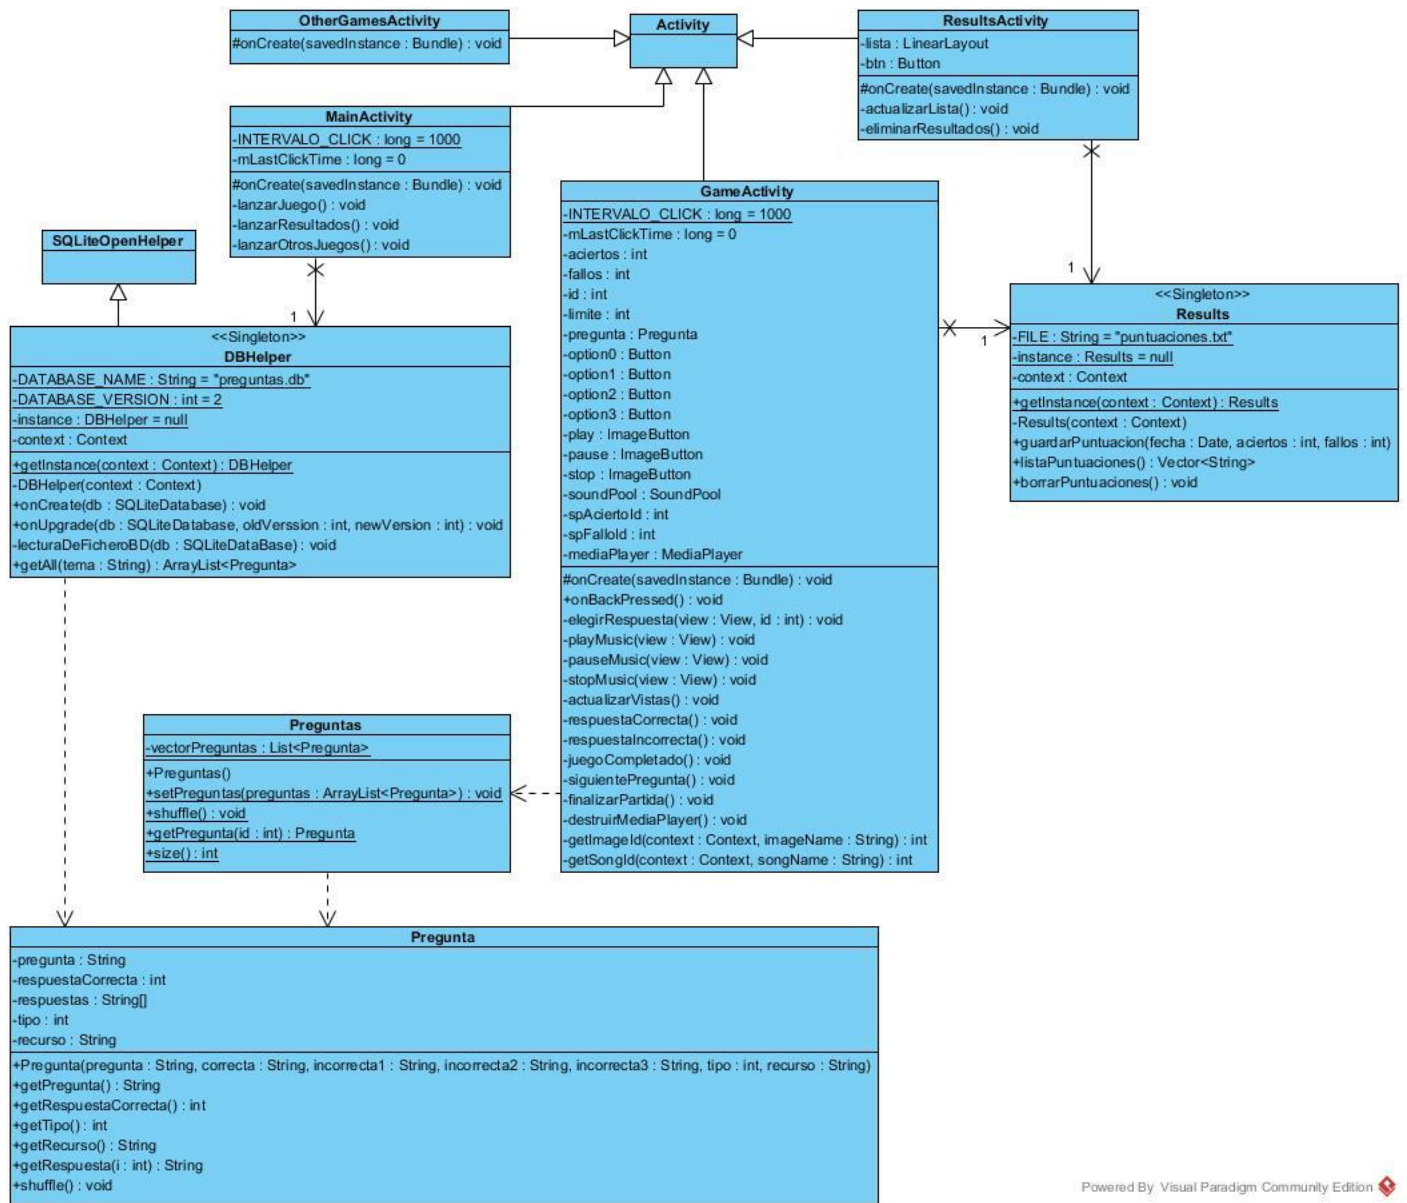 OtherGamesActivity
#onCreate(savedInstance : Bundle) : void
Activity
ResultsActivity
-lista : LinearLayout
-btn : Button
#onCreate(savedInstance : Bundle) : void
-actualizarLista() : void
-eliminarResultados() : void
MainActivity
-INTERVALO_CLICK : long = 1000
-mLastClickTime : long = 0
#onCreate(savedInstance : Bundle) : void
-lanzarJuego() : void
-lanzarResultados() : void
-lanzarOtrosJuegos() : void
SQLiteOpenHelper
GameActivity
-INTERVALO_CLICK : long = 1000
-mLastClickTime : long = 0
-aciertos : int
-fallos : int
-id : int
-limite : int
-pregunta : Pregunta
-option0 : Button
-option1 : Button
-option2 : Button
-option3 : Button
-play : ImageButton
-pause : ImageButton
-stop : ImageButton
-soundPool : SoundPool
-spAciertoId : int
-spFalloId : int
-mediaPlayer : MediaPlayer
#onCreate(savedInstance : Bundle) : void
+onBackPressed() : void
-elegirRespuesta(view : View, id : int) : void
-playMusic(view : View) : void
-pauseMusic(view : View) : void
-stopMusic(view : View) : void
-actualizarVistas() : void
-respuestaCorrecta() : void
-respuestaIncorrecta() : void
-juegoCompletado() : void
-siguientePregunta() : void
-finalizarPartida() : void
-destruirMediaPlayer() : void
-getImageId(context : Context, imageName : String) : int
-getSongId(context : Context, songName : String) : int
1
1
1
<<Singleton>>
Results
-FILE : String = "puntuaciones.txt"
-instance : Results = null
-context : Context
+getInstance(context : Context) : Results
-Results(context : Context)
+guardarPuntuacion(fecha : Date, aciertos : int, fallos : int)
+listaPuntuaciones() : Vector<String>
+borrarPuntuaciones() : void
<<Singleton>>
DBHelper
-DATABASE_NAME : String = "preguntas.db"
-DATABASE_VERSION : int = 2
-instance : DBHelper = null
-context : Context
+getInstance(context : Context) : DBHelper
-DBHelper(context : Context)
+onCreate(db : SQLiteDatabase) : void
+onUpgrade(db : SQLiteDatabase, oldVerssion : int, newVersion : int) : void
-lecturaDeFicheroBD(db : SQLiteDataBase) : void
+getAll(tema : String) : ArrayList<Pregunta>
Preguntas
-vectorPreguntas : List<Pregunta>
+Preguntas()
+setPreguntas(preguntas : ArrayList<Pregunta>) : void
+shuffle() : void
+getPregunta(id : int) : Pregunta
+size() : int
Pregunta
-pregunta : String
-respuestaCorrecta : int
-respuestas : String[]
-tipo : int
-recurso : String
+Pregunta(pregunta : String, correcta : String, incorrecta1 : String, incorrecta2 : String, incorrecta3 : String, tipo : int, recurso : String)
+getPregunta() : String
+getRespuestaCorrecta() : int
+getTipo() : int
+getRecurso() : String
+getRespuesta(i : int) : String
+shuffle() : void
Powered By Visual Paradigm Community Edition